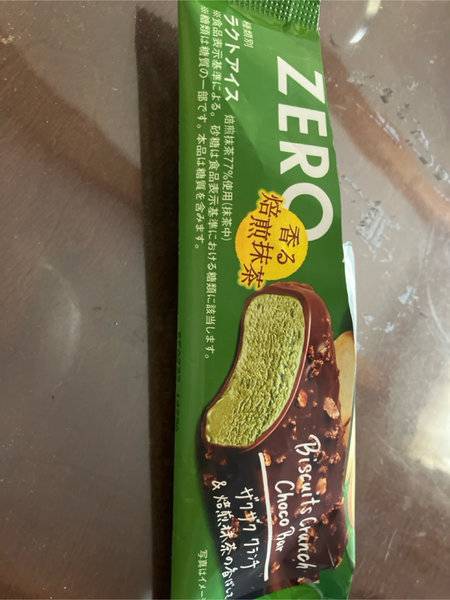 ZERO
香る
焙煎抹茶
種類別
ラクトアイス
焙煎抹茶77%使用(抹茶中)
※食品表示基準による。砂糖は食品表示基準における糖類に該当します。
※糖類は糖質の一部です。本品は糖質を含みます。
Biscuits Crunch
Choco Bar
ザクザク クランチ
& 焙煎抹茶の香ばしさ
写真はイメージ